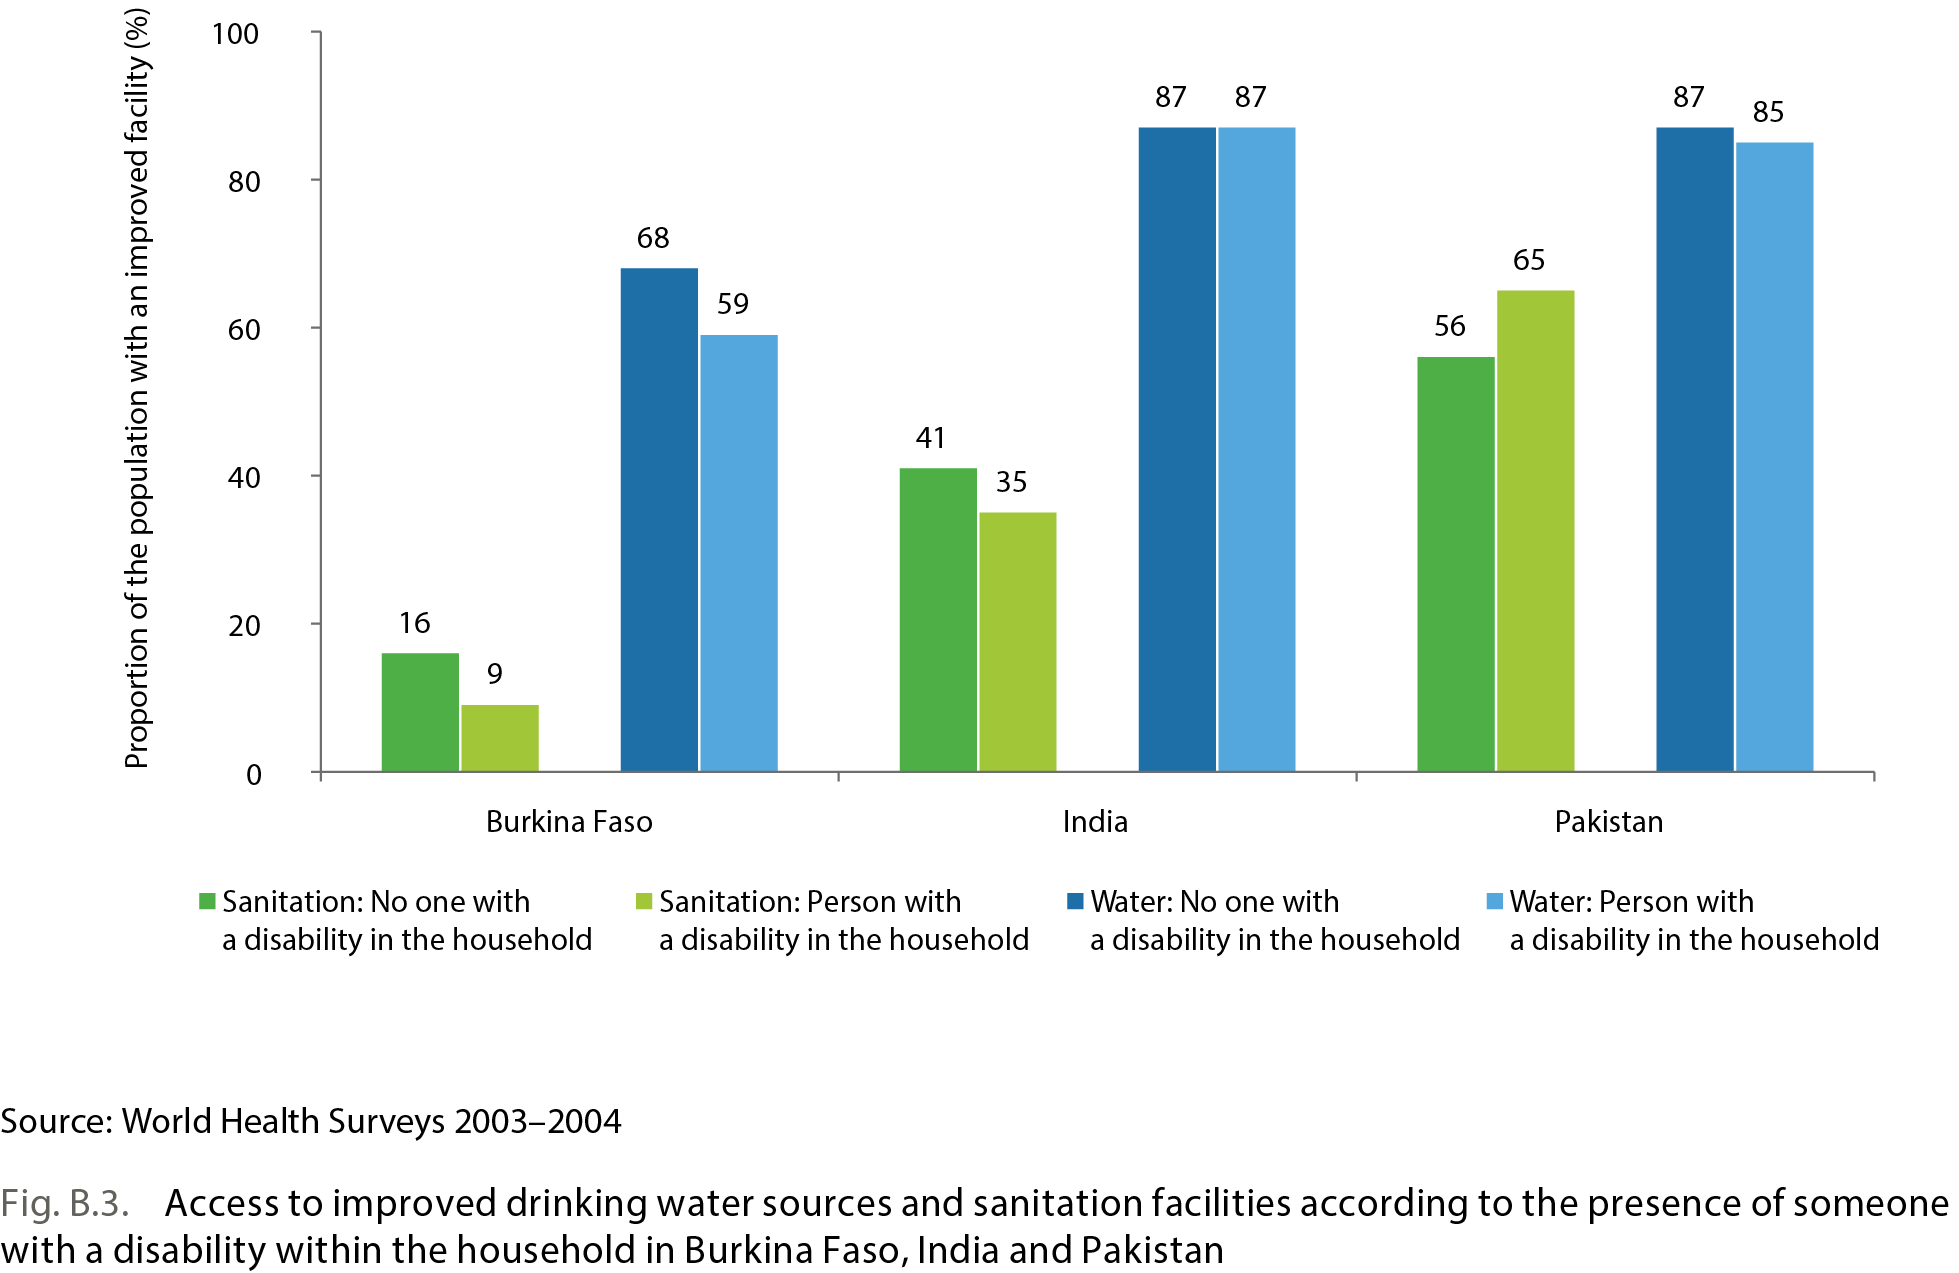 Proportion of the population with an improved facility (%)
100
80
60
40
20
0
16
9
68
59
41
35
87
87
56
65
87
85
Burkina Faso
India
Pakistan
Sanitation: No one with
a disability in the household
Sanitation: Person with
a disability in the household
Water: No one with
a disability in the household
Water: Person with
a disability in the household
Source: World Health Surveys 2003–2004
Fig. B.3. Access to improved drinking water sources and sanitation facilities according to the presence of someone
with a disability within the household in Burkina Faso, India and Pakistan